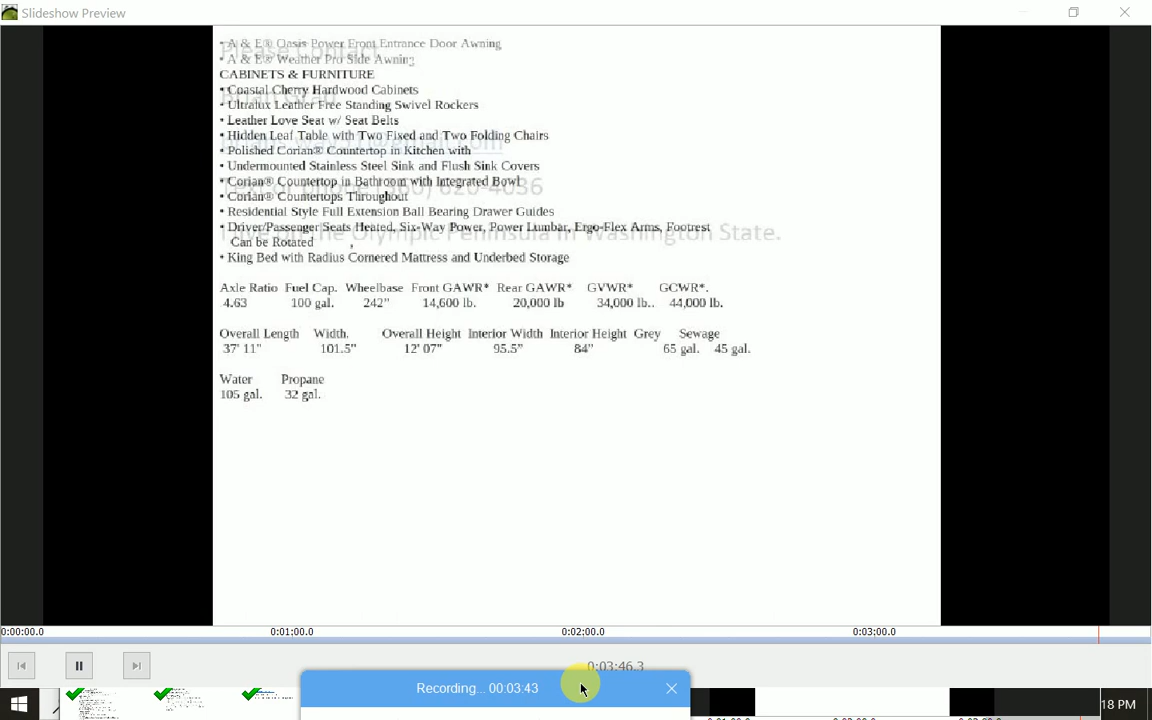 Slideshow Preview
• A & E® Oasis Power Front Entrance Door Awning
Please Contact
• A & E® Weather Pro Side Awning
CABINETS & FURNITURE
• Coastal Cherry Hardwood Cabinets
• Ultralux Leather Free Standing Swivel Rockers
• Leather Love Seat w/ Seat Belts
• Hidden Leaf Table with Two Fixed and Two Folding Chairs
• Polished Corian® Countertop in Kitchen with
• Undermounted Stainless Steel Sink and Flush Sink Covers
• Corian® Countertop in Bathroom with Integrated Bowl
• Corian® Countertops Throughout
• Residential Style Full Extension Ball Bearing Drawer Guides
• Driver/Passenger Seats Heated, Six-Way Power, Power Lumbar, Ergo-Flex Arms, Footrest
the Olympic Peninsula in Washington State.
Can be Rotated ,
• King Bed with Radius Cornered Mattress and Underbed Storage
Axle Ratio Fuel Cap. Wheelbase Front GAWR* Rear GAWR* GVWR* GCWR*.
4.63 100 gal. 242” 14,600 lb. 20,000 lb 34,000 lb.. 44,000 lb.
Overall Length Width. Overall Height Interior Width Interior Height Grey Sewage
37' 11” 101.5” 12' 07” 95.5” 84” 65 gal. 45 gal.
Water Propane
105 gal. 32 gal.
0:00:00.0 0:01:00.0 0:02:00.0 0:03:00.0
0:03:46.3
Recording... 00:03:43
18 PM